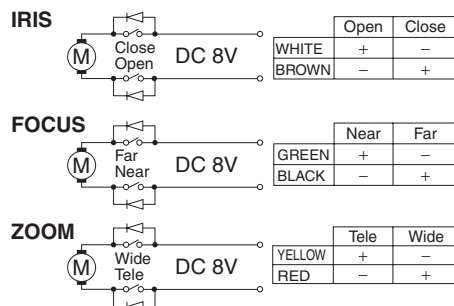 IRIS
M
Close
Open
DC 8V
Open Close
WHITE + −
BROWN − +
FOCUS
M
Far
Near
DC 8V
Near Far
GREEN + −
BLACK − +
ZOOM
M
Wide
Tele
DC 8V
Tele Wide
YELLOW + −
RED − +